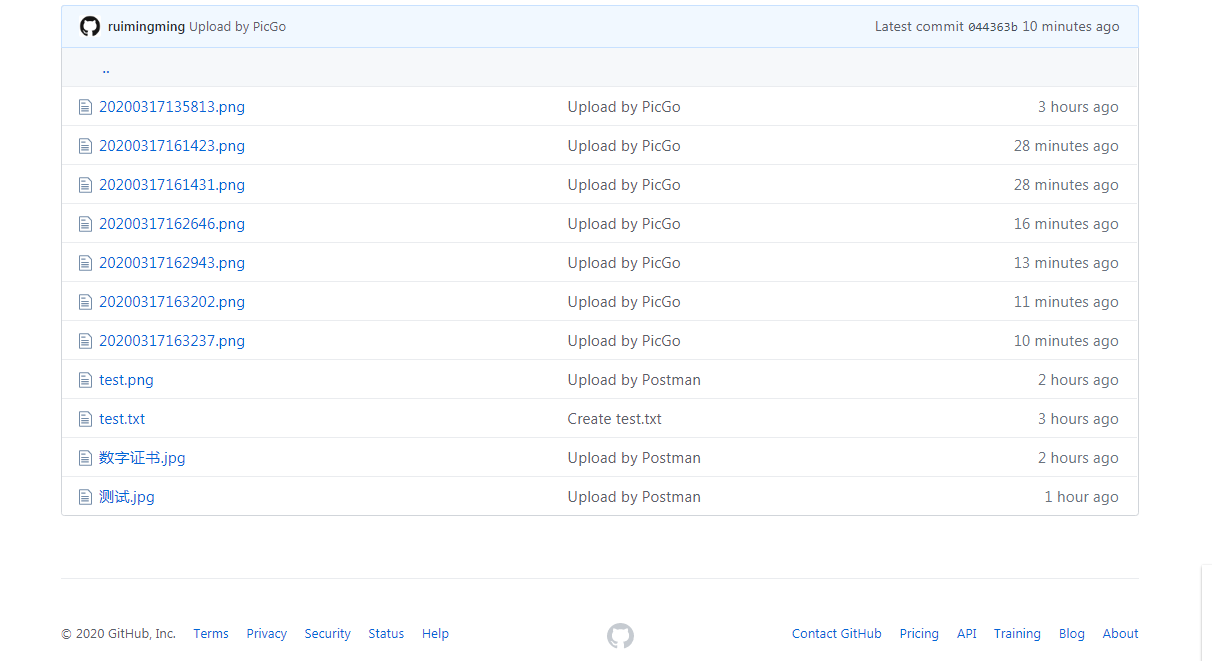 ruimingming Upload by PicGo Latest commit 044363b 10 minutes ago
..
20200317135813.png Upload by PicGo 3 hours ago
20200317161423.png Upload by PicGo 28 minutes ago
20200317161431.png Upload by PicGo 28 minutes ago
20200317162646.png Upload by PicGo 16 minutes ago
20200317162943.png Upload by PicGo 13 minutes ago
20200317163202.png Upload by PicGo 11 minutes ago
20200317163237.png Upload by PicGo 10 minutes ago
test.png Upload by Postman 2 hours ago
test.txt Create test.txt 3 hours ago
数字证书.jpg Upload by Postman 2 hours ago
测试.jpg Upload by Postman 1 hour ago
© 2020 GitHub, Inc. Terms Privacy Security Status Help Contact GitHub Pricing API Training Blog About